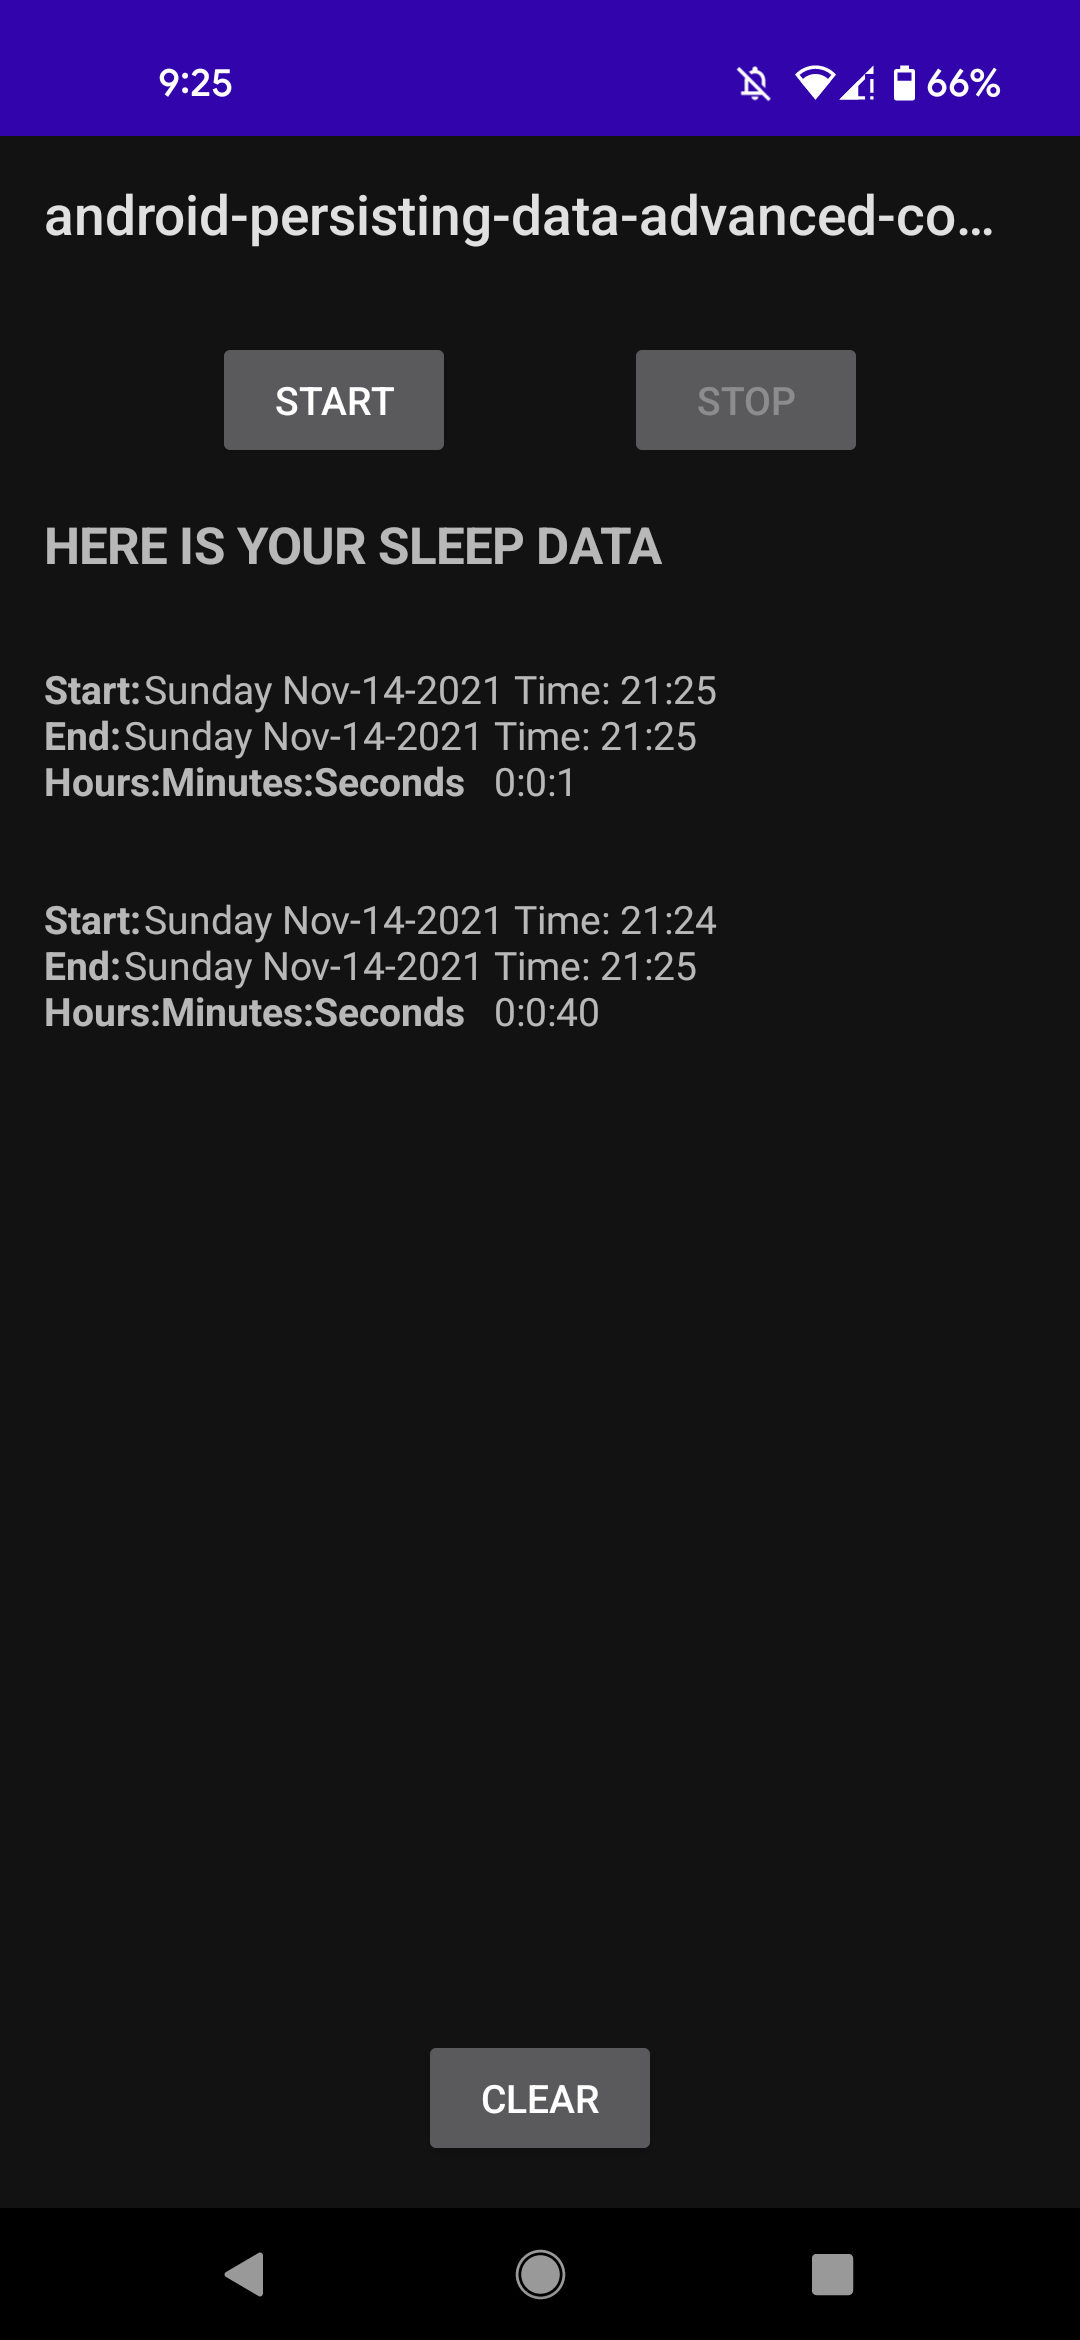 9:25 66%
android-persisting-data-advanced-co...
START STOP
HERE IS YOUR SLEEP DATA
Start:Sunday Nov-14-2021 Time: 21:25
End:Sunday Nov-14-2021 Time: 21:25
Hours:Minutes:Seconds 0:0:1
Start:Sunday Nov-14-2021 Time: 21:24
End:Sunday Nov-14-2021 Time: 21:25
Hours:Minutes:Seconds 0:0:40
CLEAR